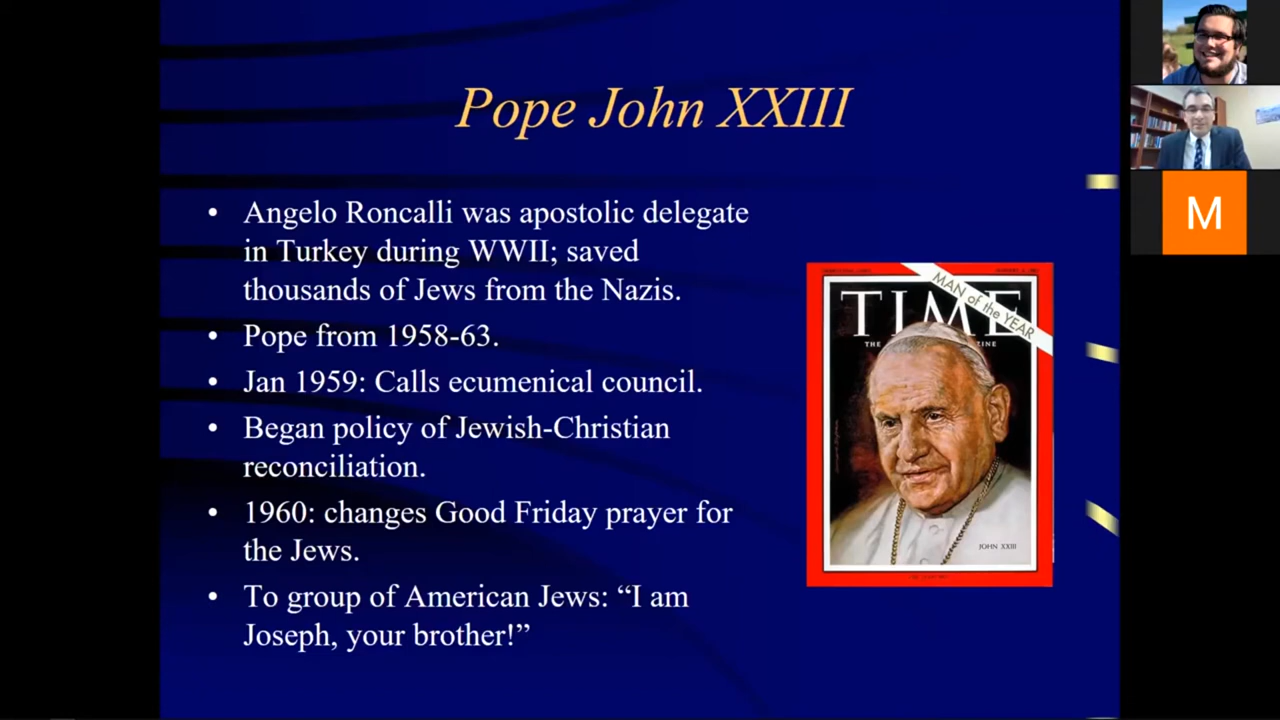 Pope John XXIII
• Angelo Roncalli was apostolic delegate
in Turkey during WWII; saved
thousands of Jews from the Nazis.
• Pope from 1958-63.
• Jan 1959: Calls ecumenical council.
• Began policy of Jewish-Christian
reconciliation.
• 1960: changes Good Friday prayer for
the Jews.
• To group of American Jews: “I am
Joseph, your brother!”
MAN of the YEAR
TIME
THE
JOHN XXIII
M